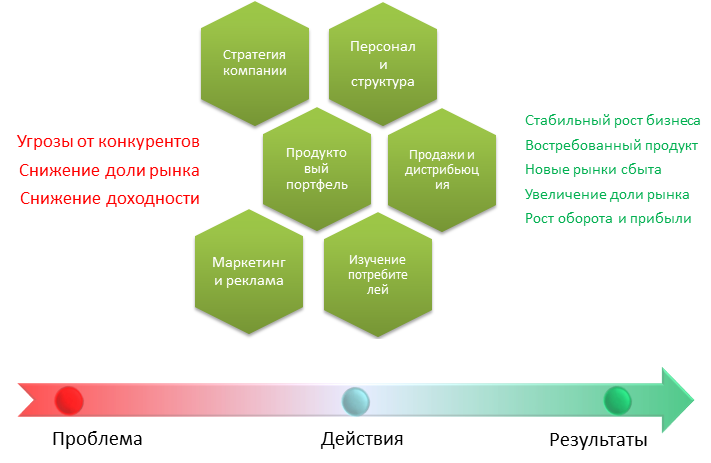 Стратегия
компании
Персонал
и
структура
Угрозы от конкурентов
Снижение доли рынка
Снижение доходности
Продукто
вый
портфель
Продажи и
дистрибьюц
ия
Стабильный рост бизнеса
Востребованный продукт
Новые рынки сбыта
Увеличение доли рынка
Рост оборота и прибыли
Маркетинг
и реклама
Изучение
потребите
лей
Проблема
Действия
Результаты